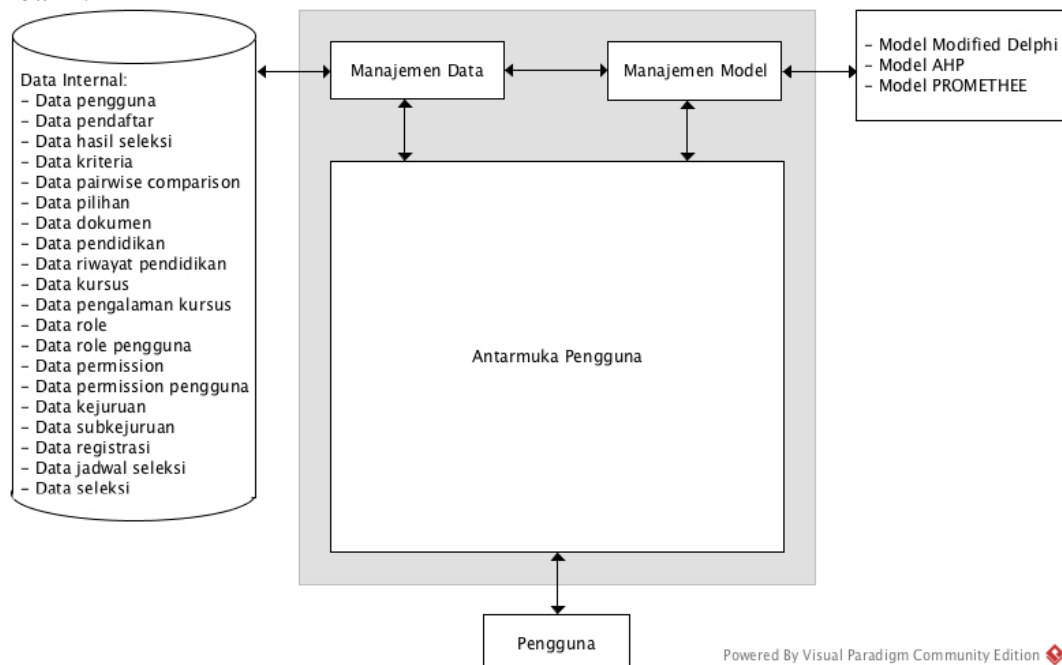 Data Internal:
– Data pengguna
– Data pendaftar
– Data hasil seleksi
– Data kriteria
– Data pairwise comparison
– Data pilihan
– Data dokumen
– Data pendidikan
– Data riwayat pendidikan
– Data kursus
– Data pengalaman kursus
– Data role
– Data role pengguna
– Data permission
– Data permission pengguna
– Data kejuruan
– Data subkejuruan
– Data registrasi
– Data jadwal seleksi
– Data seleksi
Manajemen Data
Manajemen Model
– Model Modified Delphi
– Model AHP
– Model PROMETHEE
Antarmuka Pengguna
Pengguna
Powered By Visual Paradigm Community Edition